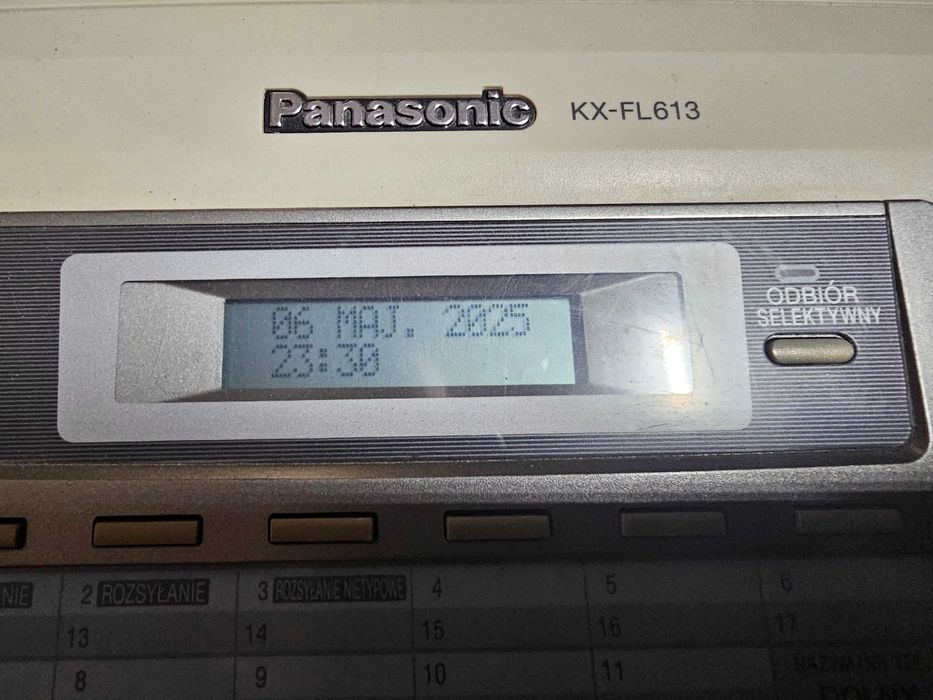 Panasonic KX-FL613
ODBIÓR
SELEKTYWNY
06 MAJ. 2025
23:30
NIE 2 ROZSYŁANIE 3 ROZSYŁANIE NIETYPOWE 4 5 6
13 14 15 16 17
8 9 10 11